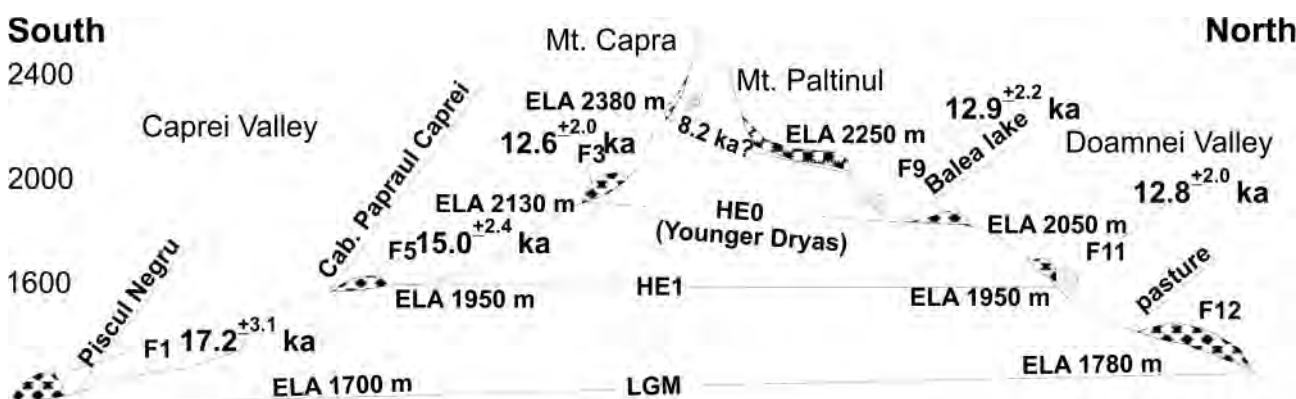 South
North
Mt. Capra
2400
Mt. Paltinul
ELA 2380 m
12.9 +2.2 ka
Caprei Valley
Cab. Papraul Caprei
12.6 +2.0 ka
F3
8.2 ka?
ELA 2250 m
Doamnei Valley
F9
Balea lake
2000
12.8 +2.0 ka
ELA 2130 m
HE0
(Younger Dryas)
ELA 2050 m
F5 15.0 +2.4 ka
F11
1600
ELA 1950 m
HE1
ELA 1950 m
pasture
Piscul Negru
F12
F1 17.2 +3.1 ka
ELA 1780 m
ELA 1700 m
LGM